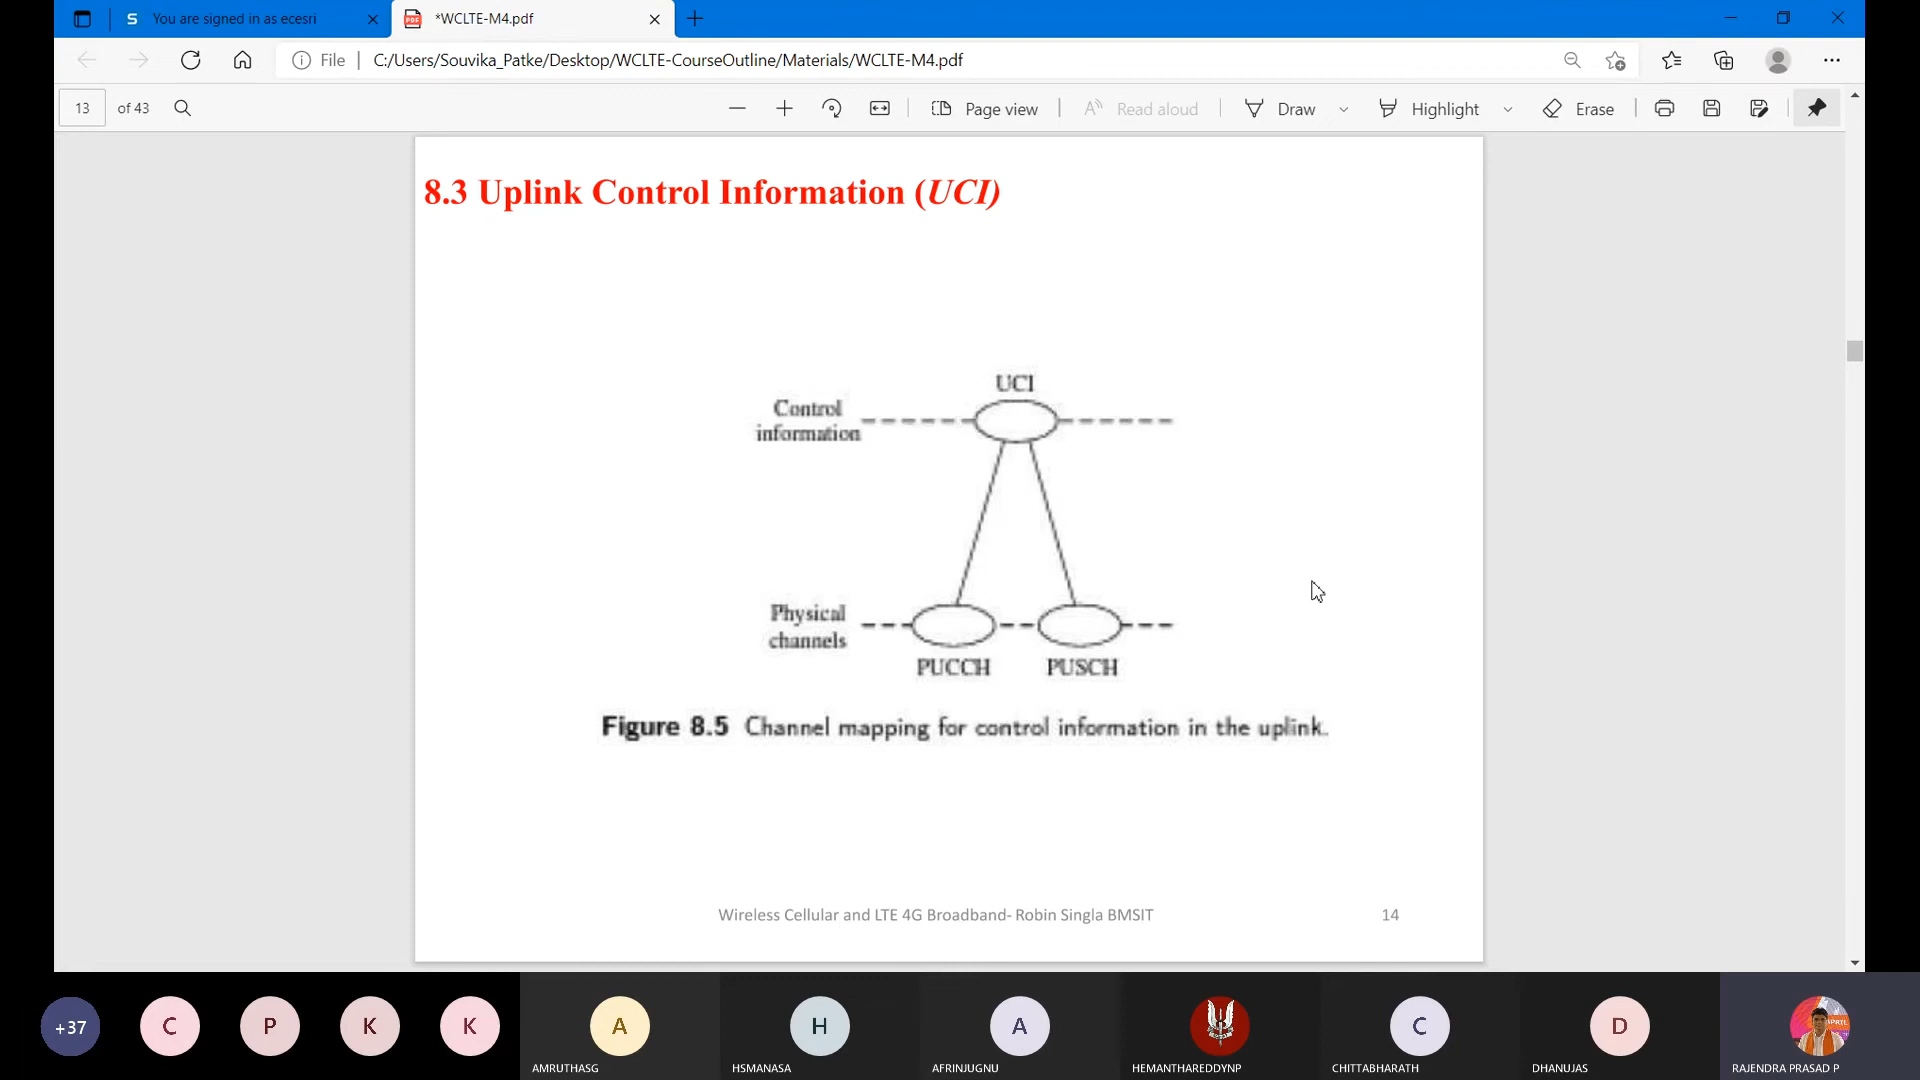 You are signed in as ecesri
*WCLTE-M4.pdf
File
C:/Users/Souvika_Patke/Desktop/WCLTE-CourseOutline/Materials/WCLTE-M4.pdf
13 of 43
Page view
Read aloud
Draw
Highlight
Erase
8.3 Uplink Control Information (UCI)
UCI
Control
information
Physical
channels
PUCCH PUSCH
Figure 8.5 Channel mapping for control information in the uplink.
Wireless Cellular and LTE 4G Broadband- Robin Singla BMSIT 14
+37 C P K K A H A C D
AMRUTHASG HSMANASA AFRINJUGNU HEMANTHAREDDYNP CHITTABHARATH DHANUJAS RAJENDRA PRASAD P